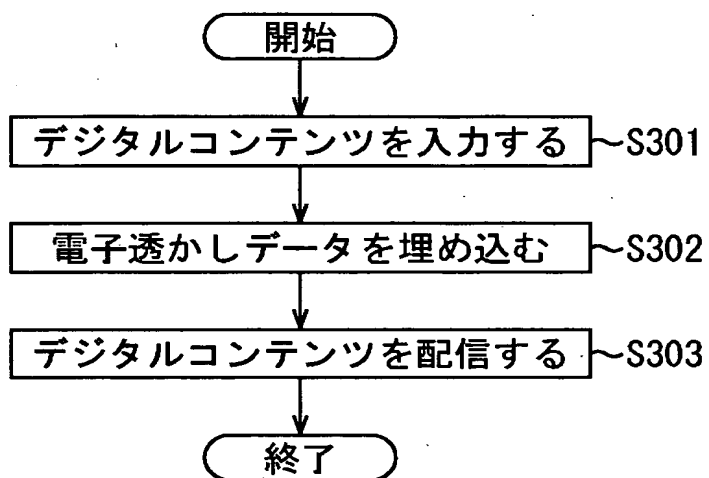 開始
デジタルコンテンツを入力する ～S301
電子透かしデータを埋め込む ～S302
デジタルコンテンツを配信する ～S303
終了